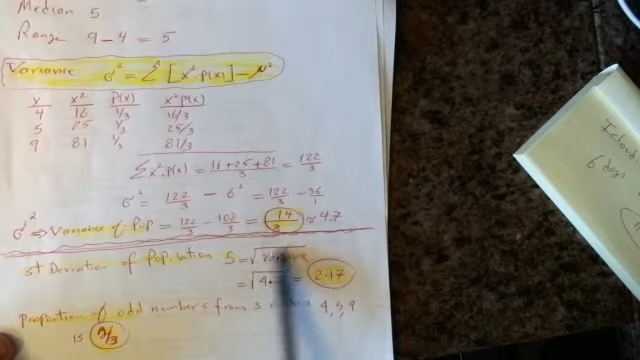 Median 5
Range 9-4 = 5
Variance σ² = Σ [x²·P(x)] - μ²
x x² P(x) x² P(x)
4 16 1/3 16/3
5 25 1/3 25/3
9 81 1/3 81/3
Σx²·P(x) = 16+25+81/3 = 122/3
σ² = 122/3 - 6² = 122/3 - 36/1
σ² ⇒ Variance of Pop = 122/3 - 108/3 = 14/3 ≈ 4.7
st Deviation of Population S = √
= √4. = 2.17
Proportion of odd numbers from 3 4,5,9
is 2/3
6 dogs